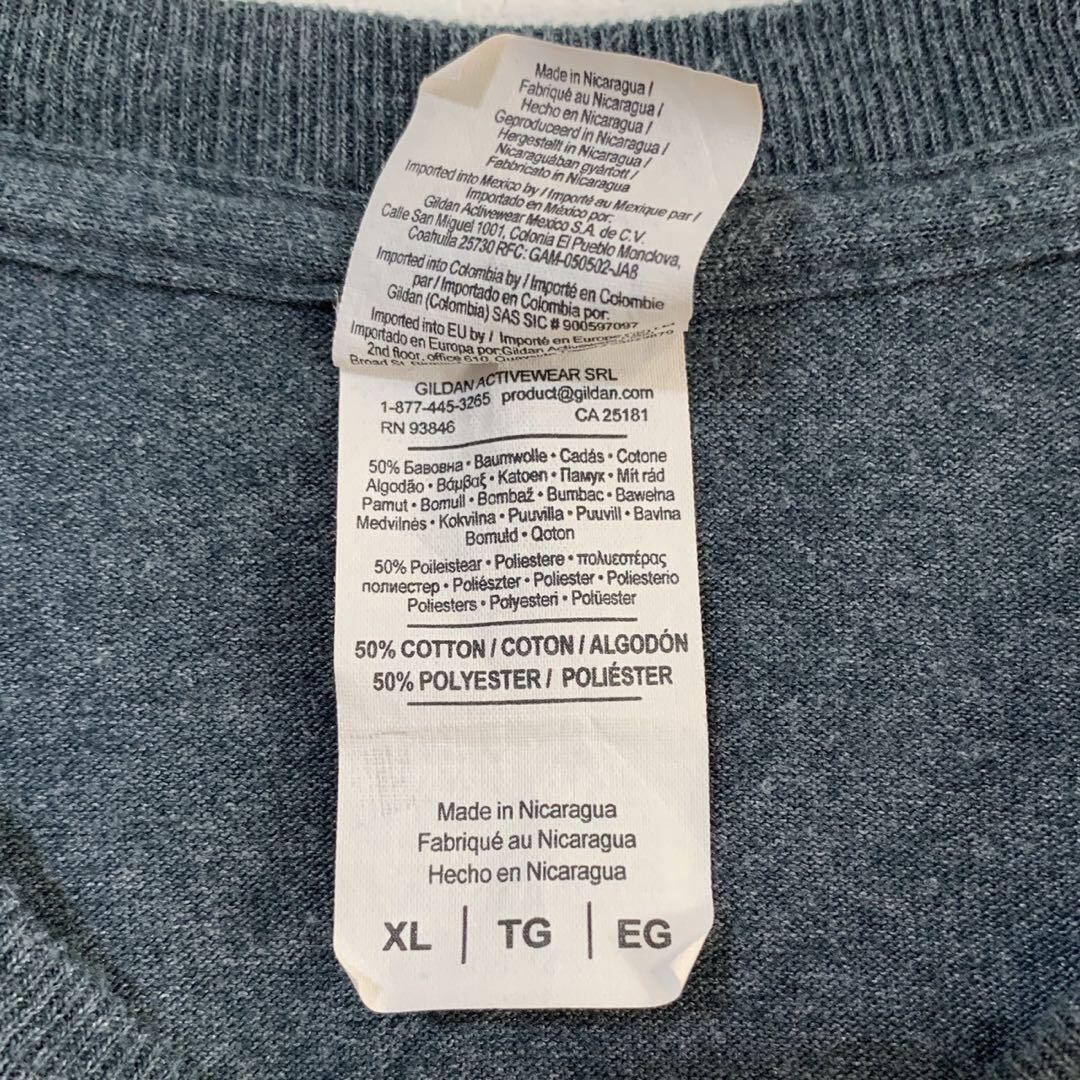 Made in Nicaragua /
Fabriqué au Nicaragua /
Hecho en Nicaragua /
Geproduceerd in Nicaragua /
Hergestellt in Nicaragua /
Nicaraguában gyártott /
Fabbricato in Nicaragua
Imported into Mexico by / Importé au Mexique par /
Importado en México por:
Gildan Activewear Mexico S.A. de C.V.
Calle San Miguel 1001, Colonia El Pueblo Monclova,
Coahuila 25730 RFC: GAM-050502-JA8
Imported into Colombia by / Importé en Colombie
par / Importado en Colombia por:
Gildan (Colombia) SAS SIC # 900597097
Imported into EU by / Importé en Europe
Importado en Europa por: Gildan
2nd floor, office 610,
GILDAN ACTIVEWEAR SRL
1-877-445-3265 product@gildan.com
RN 93846 CA 25181
50% Бавовна • Baumwolle • Cadás • Cotone
Algodão • Βάμβαξ • Katoen • Памук • Mit rád
Pamut • Bomull • Bombaž • Bumbac • Bawełna
Medvilnės • Kokvilna • Puuvilla • Puuvill • Bavlna
Bomuld • Qoton
50% Poileistear • Poliestere • πολυεστέρας
полиестер • Poliészter • Poliester • Poliesterio
Poliesters • Polyesteri • Polüester
50% COTTON / COTON / ALGODÓN
50% POLYESTER / POLIÉSTER
Made in Nicaragua
Fabriqué au Nicaragua
Hecho en Nicaragua
XL | TG | EG